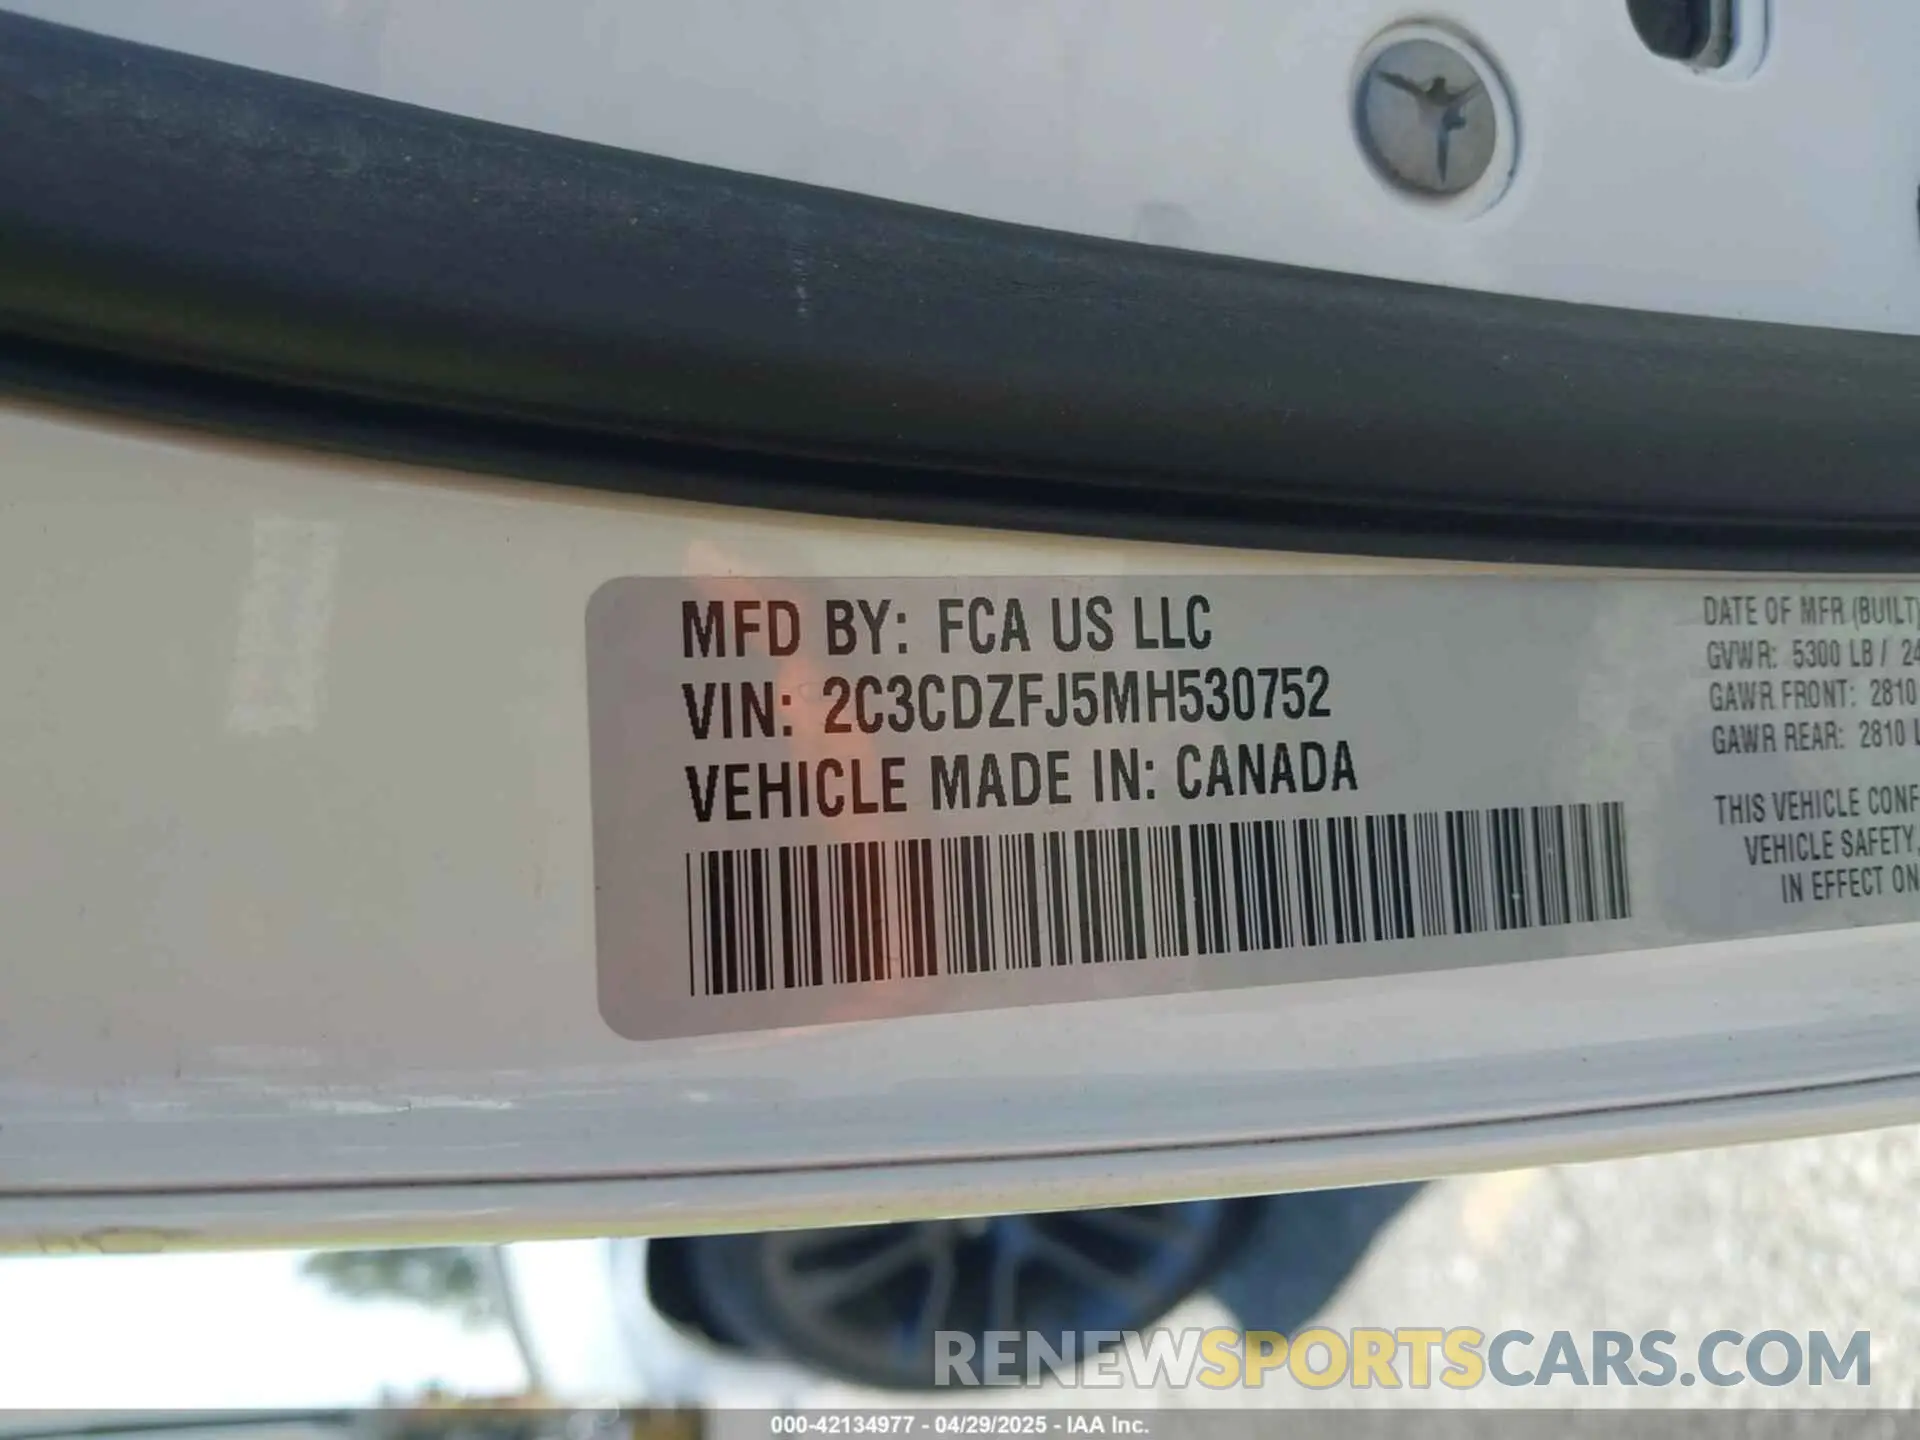 MFD BY: FCA US LLC
VIN: 2C3CDZFJ5MH530752
VEHICLE MADE IN: CANADA
DATE OF MFR (BUILT)
GVWR: 5300 LB / 24
GAWR FRONT: 2810
GAWR REAR: 2810 L
THIS VEHICLE CONF
VEHICLE SAFETY,
IN EFFECT ON
RENEWSPORTSCARS.COM
000-42134977 - 04/29/2025 - IAA Inc.